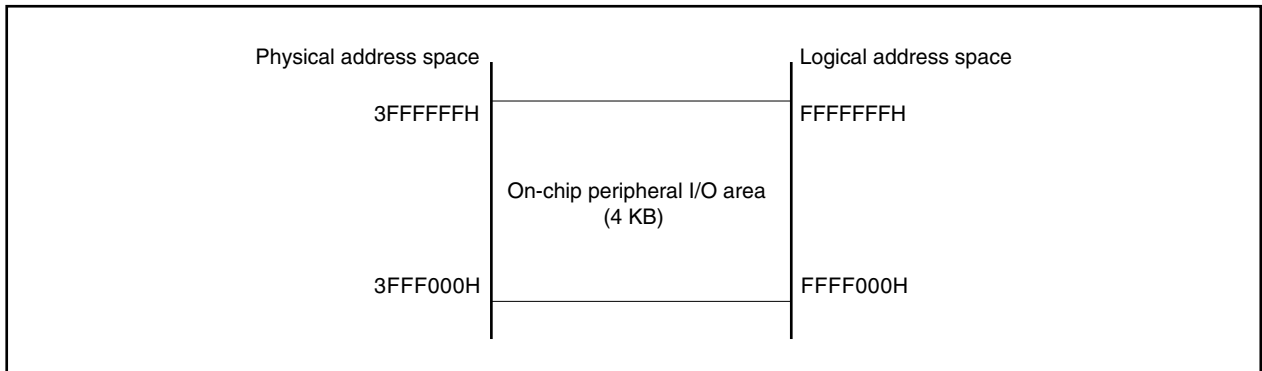 Physical address space
Logical address space
3FFFFFFH
FFFFFFFH
On-chip peripheral I/O area
(4 KB)
3FFF000H
FFFF000H